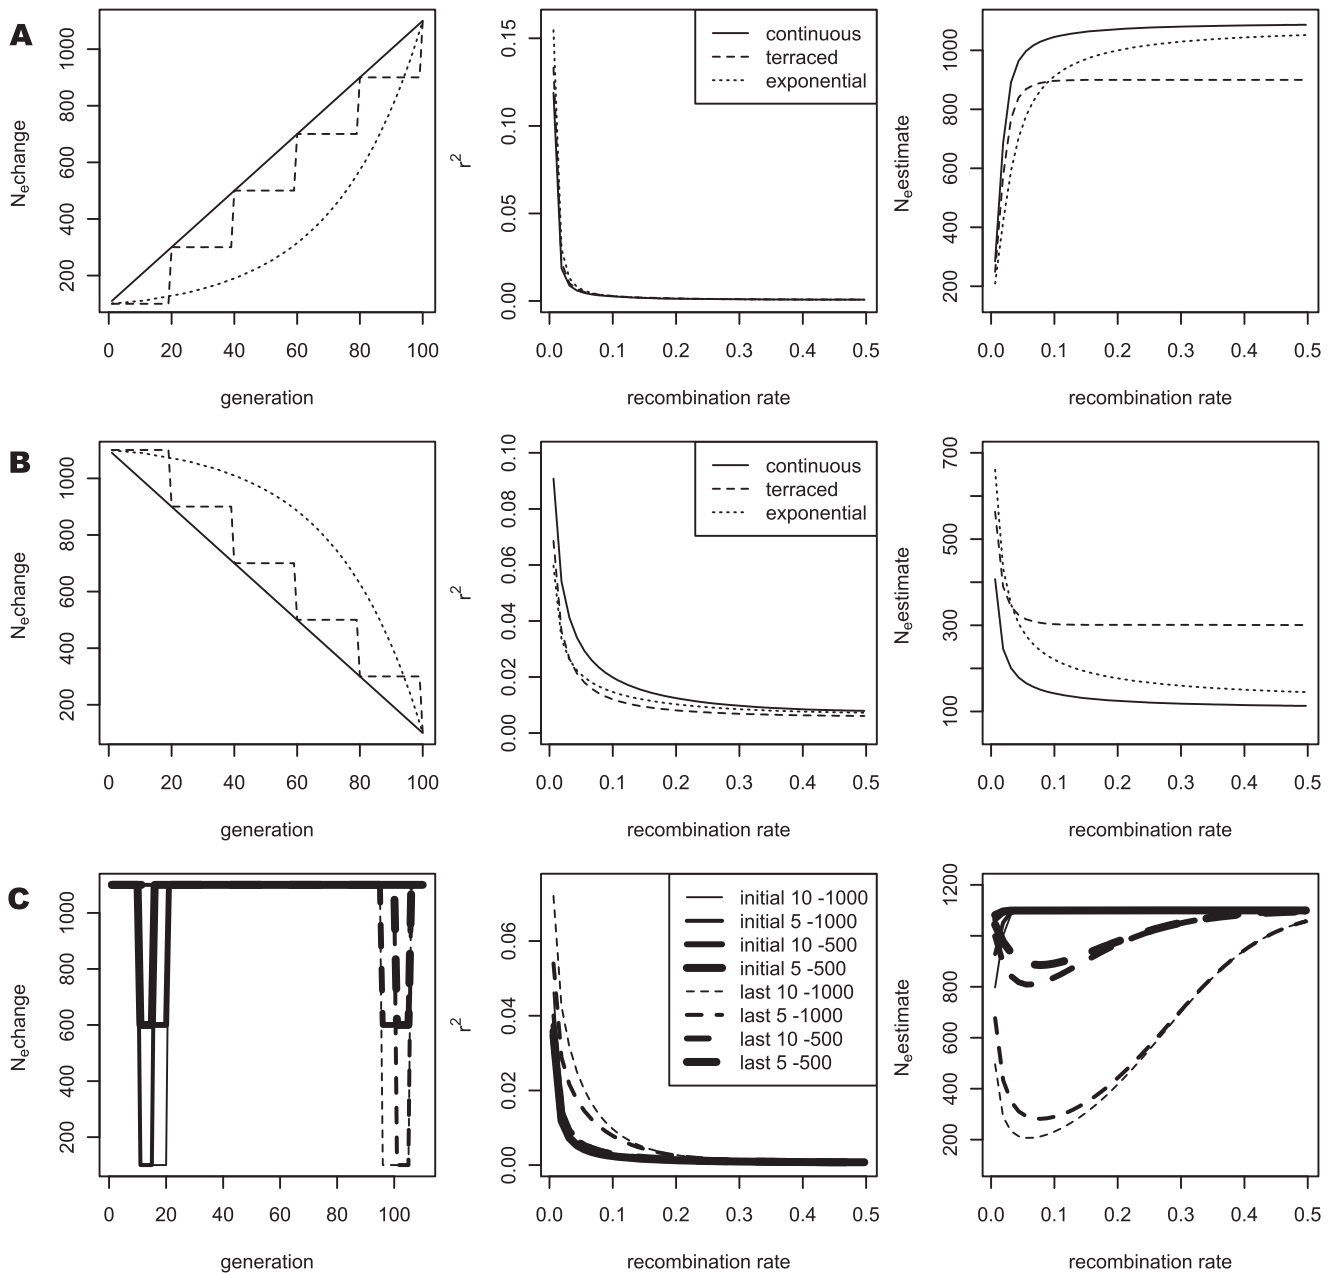 A
Nechange
200
400
600
800
1000
0
20
40
60
80
100
generation
r2
0.00
0.05
0.10
0.15
continuous
terraced
exponential
0.0
0.1
0.2
0.3
0.4
0.5
recombination rate
Neestimate
200
400
600
800
1000
0.0
0.1
0.2
0.3
0.4
0.5
recombination rate
B
Nechange
200
400
600
800
1000
0
20
40
60
80
100
generation
r2
0.00
0.02
0.04
0.06
0.08
0.10
continuous
terraced
exponential
0.0
0.1
0.2
0.3
0.4
0.5
recombination rate
Neestimate
100
300
500
700
0.0
0.1
0.2
0.3
0.4
0.5
recombination rate
C
Nechange
200
400
600
800
1000
0
20
40
60
80
100
generation
r2
0.00
0.02
0.04
0.06
initial 10 -1000
initial 5 -1000
initial 10 -500
initial 5 -500
last 10 -1000
last 5 -1000
last 10 -500
last 5 -500
0.0
0.1
0.2
0.3
0.4
0.5
recombination rate
Neestimate
200
400
600
800
1200
0.0
0.1
0.2
0.3
0.4
0.5
recombination rate